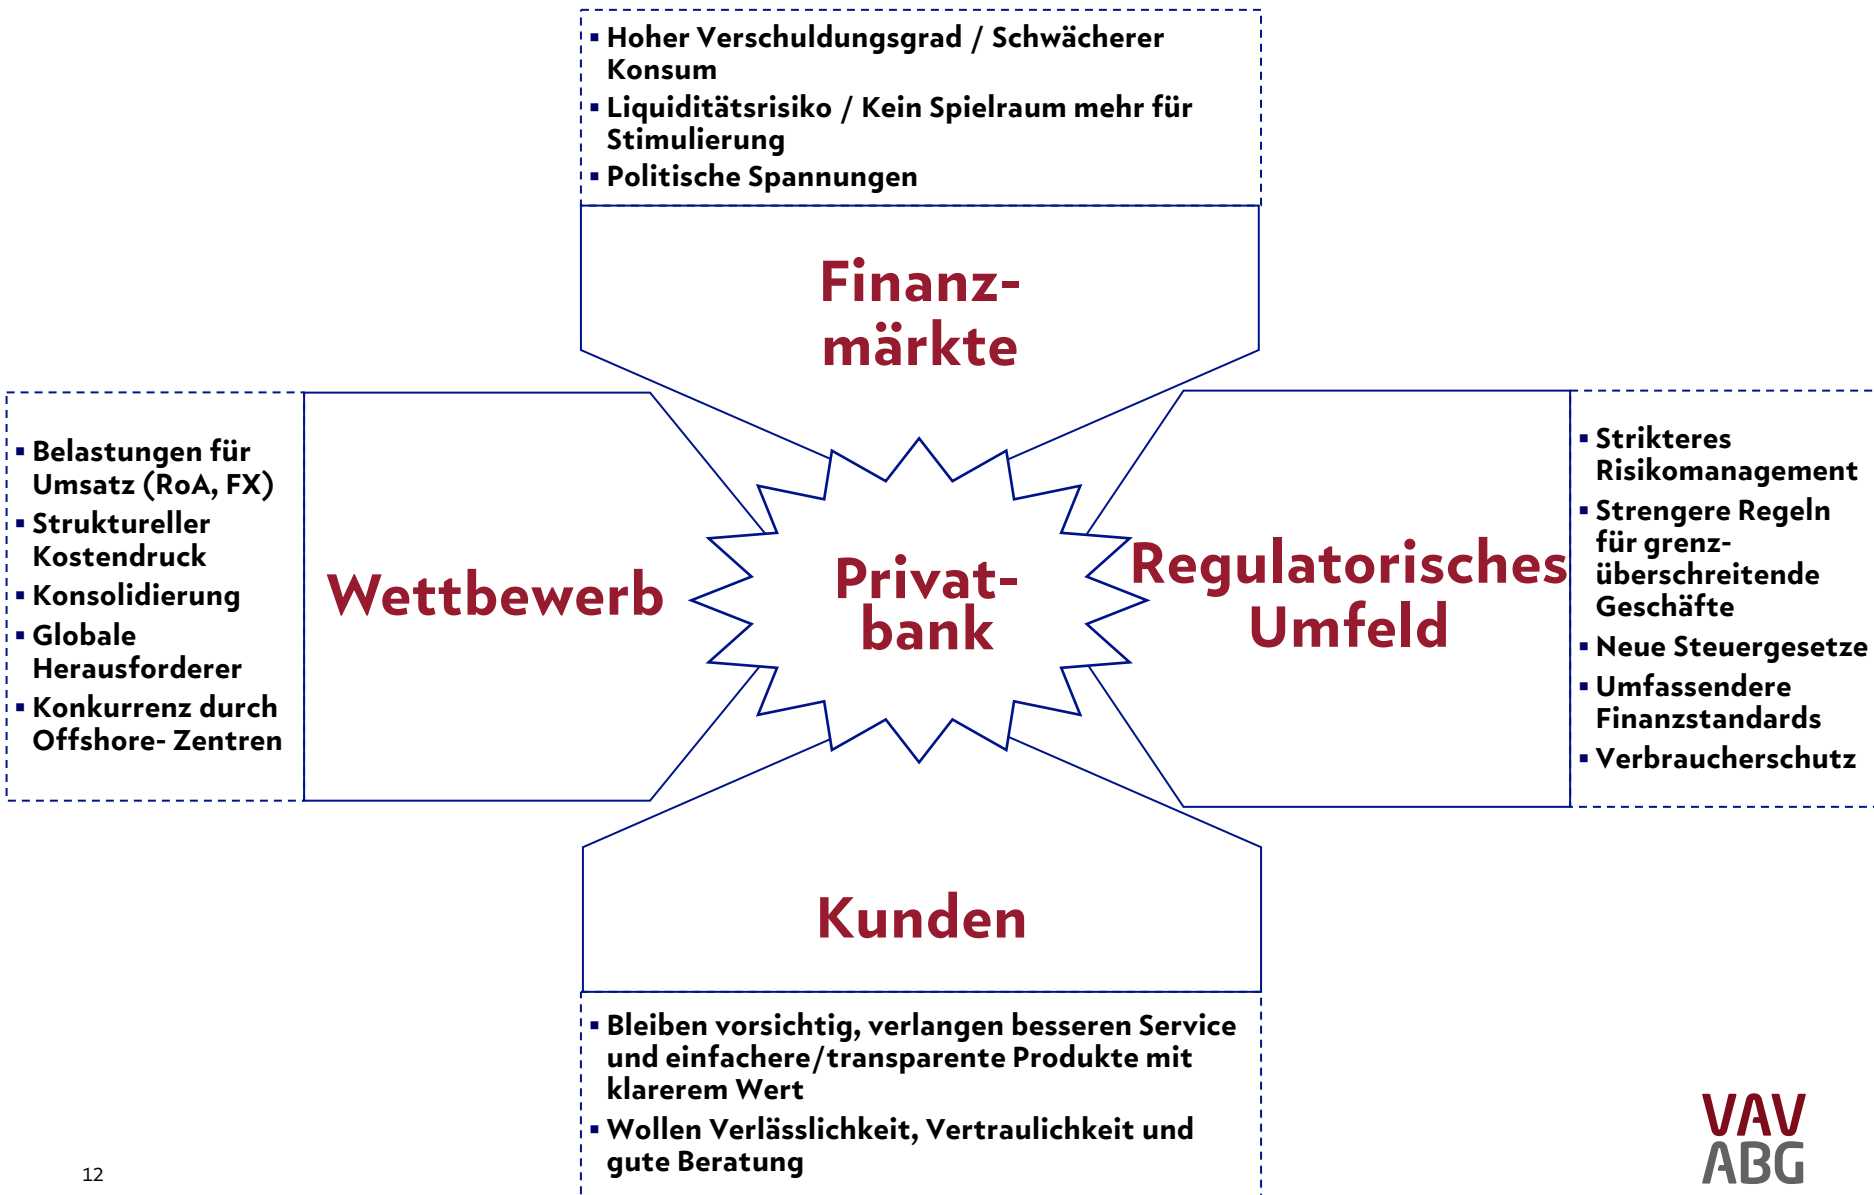 ▪ Hoher Verschuldungsgrad / Schwächerer
Konsum
▪ Liquiditätsrisiko / Kein Spielraum mehr für
Stimulierung
▪ Politische Spannungen
Finanz-
märkte
▪ Belastungen für
Umsatz (RoA, FX)
▪ Struktureller
Kostendruck
▪ Konsolidierung
▪ Globale
Herausforderer
▪ Konkurrenz durch
Offshore- Zentren
Wettbewerb
Privat-
bank
Regulatorisches
Umfeld
▪ Strikteres
Risikomanagement
▪ Strengere Regeln
für grenz-
überschreitende
Geschäfte
▪ Neue Steuergesetze
▪ Umfassendere
Finanzstandards
▪ Verbraucherschutz
Kunden
▪ Bleiben vorsichtig, verlangen besseren Service
und einfachere/transparente Produkte mit
klarerem Wert
▪ Wollen Verlässlichkeit, Vertraulichkeit und
gute Beratung
12
VAV
ABG